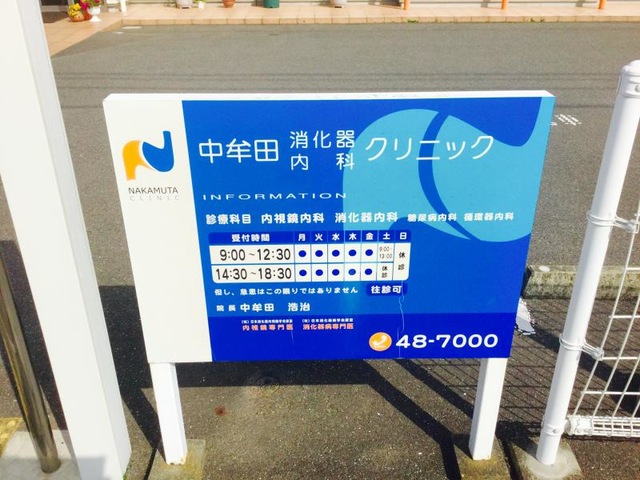 中牟田 消化器内科 クリニック
NAKAMUTA
CLINIC
INFORMATION
診療科目 内視鏡内科 消化器内科 糖尿病内科 循環器内科
受付時間 月 火 水 木 金 土 日
9:00~12:30 ● ● ● ● ● 9:00~13:00 休診
14:30~18:30 ● ● ● ● ● 休診
但し、急患はこの限りではありません 往診可
院長 中牟田 浩治
内視鏡専門医 消化器病専門医
48-7000